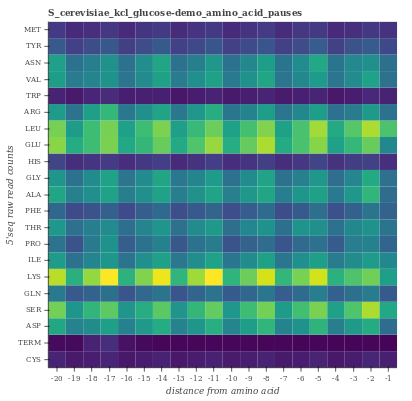 S_cerevisiae_kcl_glucose-demo_amino_acid_pauses
MET
TYR
ASN
VAL
TRP
ARG
LEU
GLU
HIS
GLY
ALA
PHE
THR
PRO
ILE
LYS
GLN
SER
ASP
TERM
CYS
5'seq raw read counts
-20 -19 -18 -17 -16 -15 -14 -13 -12 -11 -10 -9 -8 -7 -6 -5 -4 -3 -2 -1
distance from amino acid